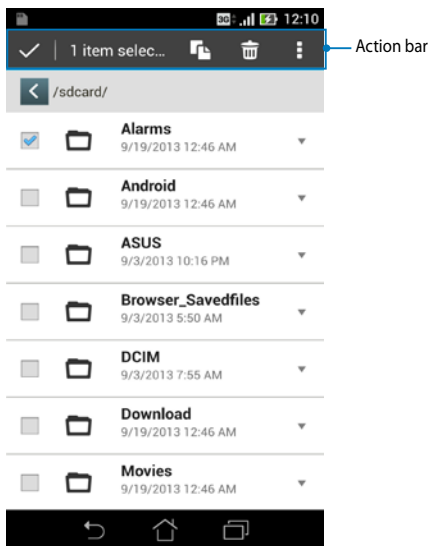 3G 12:10
1 item selec...
Action bar
/sdcard/
Alarms
9/19/2013 12:46 AM
Android
9/19/2013 12:46 AM
ASUS
9/3/2013 10:16 PM
Browser_Savedfiles
9/3/2013 5:50 AM
DCIM
9/3/2013 7:55 AM
Download
9/19/2013 12:46 AM
Movies
9/19/2013 12:46 AM